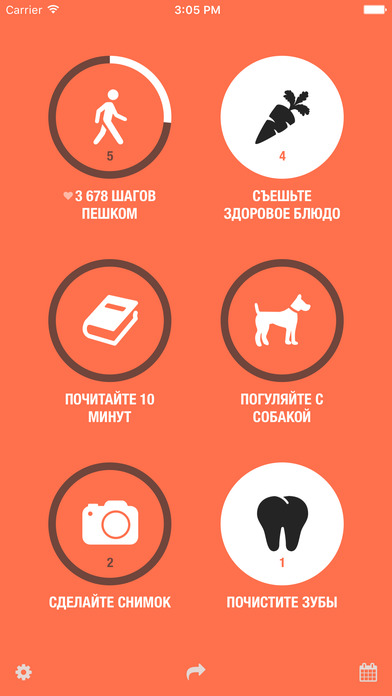 Carrier 3:05 PM
5
3 678 ШАГОВ
ПЕШКОМ
4
СЪЕШЬТЕ
ЗДОРОВОЕ БЛЮДО
ПОЧИТАЙТЕ 10
МИНУТ
ПОГУЛЯЙТЕ С
СОБАКОЙ
2
СДЕЛАЙТЕ СНИМОК
1
ПОЧИСТИТЕ ЗУБЫ